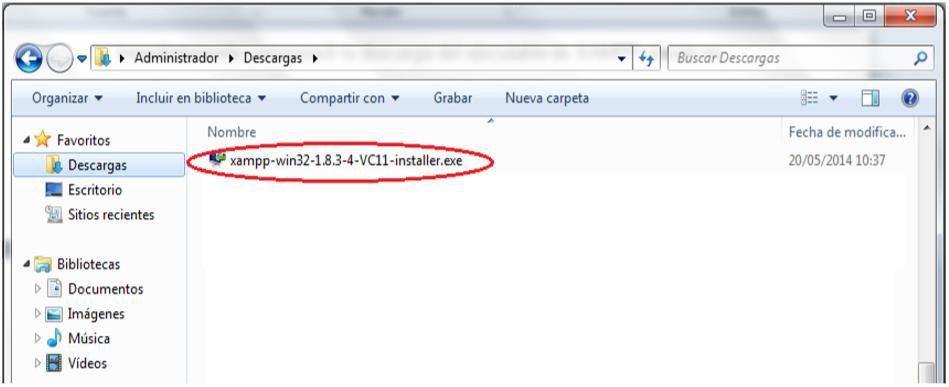 Administrador Descargas
Buscar Descargas
Organizar Incluir en biblioteca Compartir con Grabar Nueva carpeta
Favoritos
Descargas
Escritorio
Sitios recientes
Bibliotecas
Documentos
Imágenes
Música
Vídeos
Nombre Fecha de modifica...
xampp-win32-1.8.3-4-VC11-installer.exe 20/05/2014 10:37